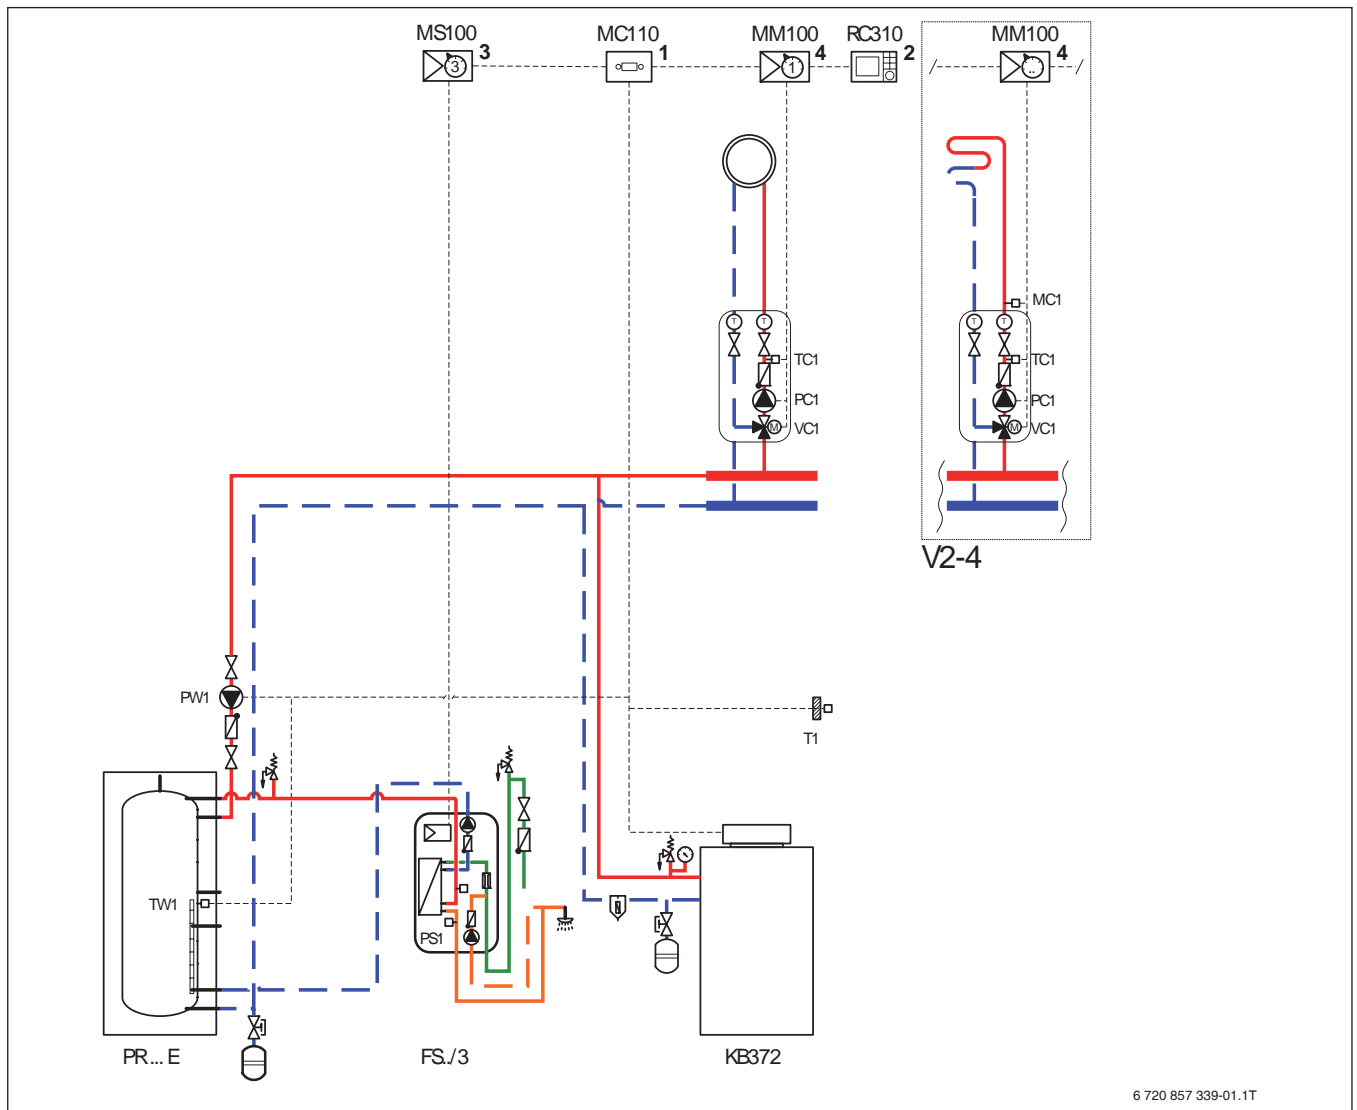 MS100 3
MC110 1
MM100 4
RC310 2
MM100 4
3
1
..
MC1
T T
T T
TC1
TC1
PC1
PC1
M VC1
M VC1
V2-4
PW1
T1
TW1
PS1
PR... E
FS../3
KB372
6 720 857 339-01.1T